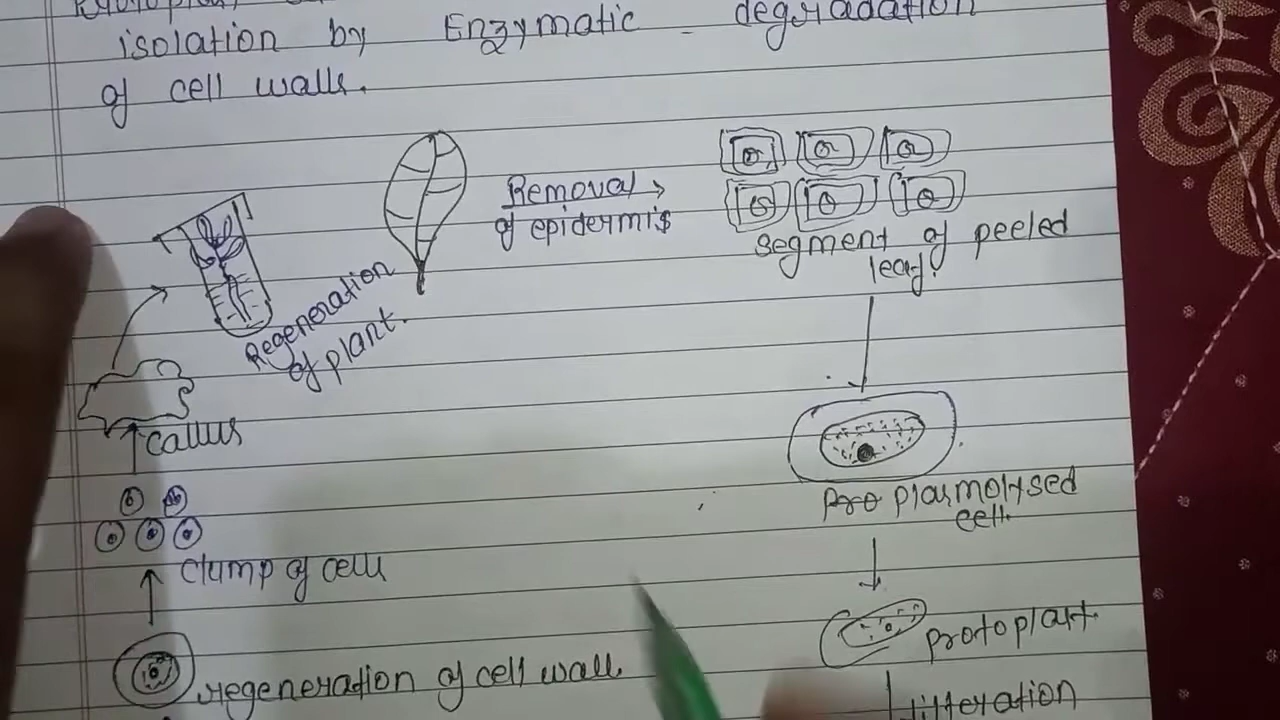 isolation by Enzymatic - degradation
of cell walls.
Removal
of epidermis
segment of peeled
leaf.
Regeneration
of plant.
callus
Pro plasmolysed
cell.
clump of cells
protoplast
regeneration of cell wall
filteration